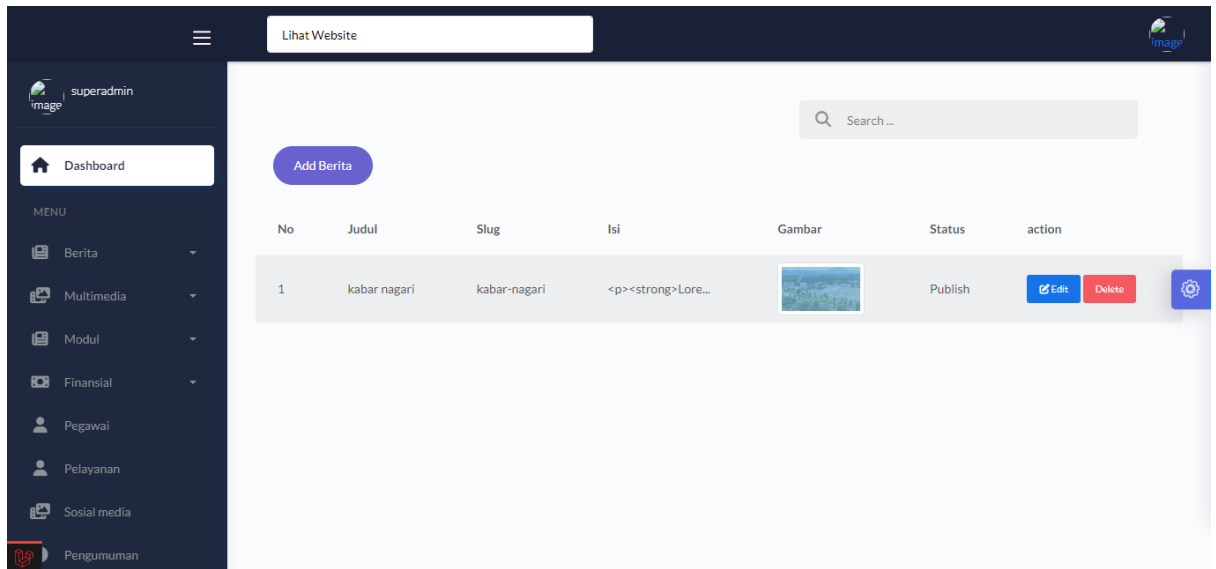 Lihat Website
image
image
superadmin
Search ...
Dashboard
Add Berita
MENU
No Judul Slug Isi Gambar Status action
Berita
1 kabar nagari kabar-nagari <p><strong>Lore... Publish Edit Delete
Multimedia
Modul
Finansial
Pegawai
Pelayanan
Sosial media
Pengumuman